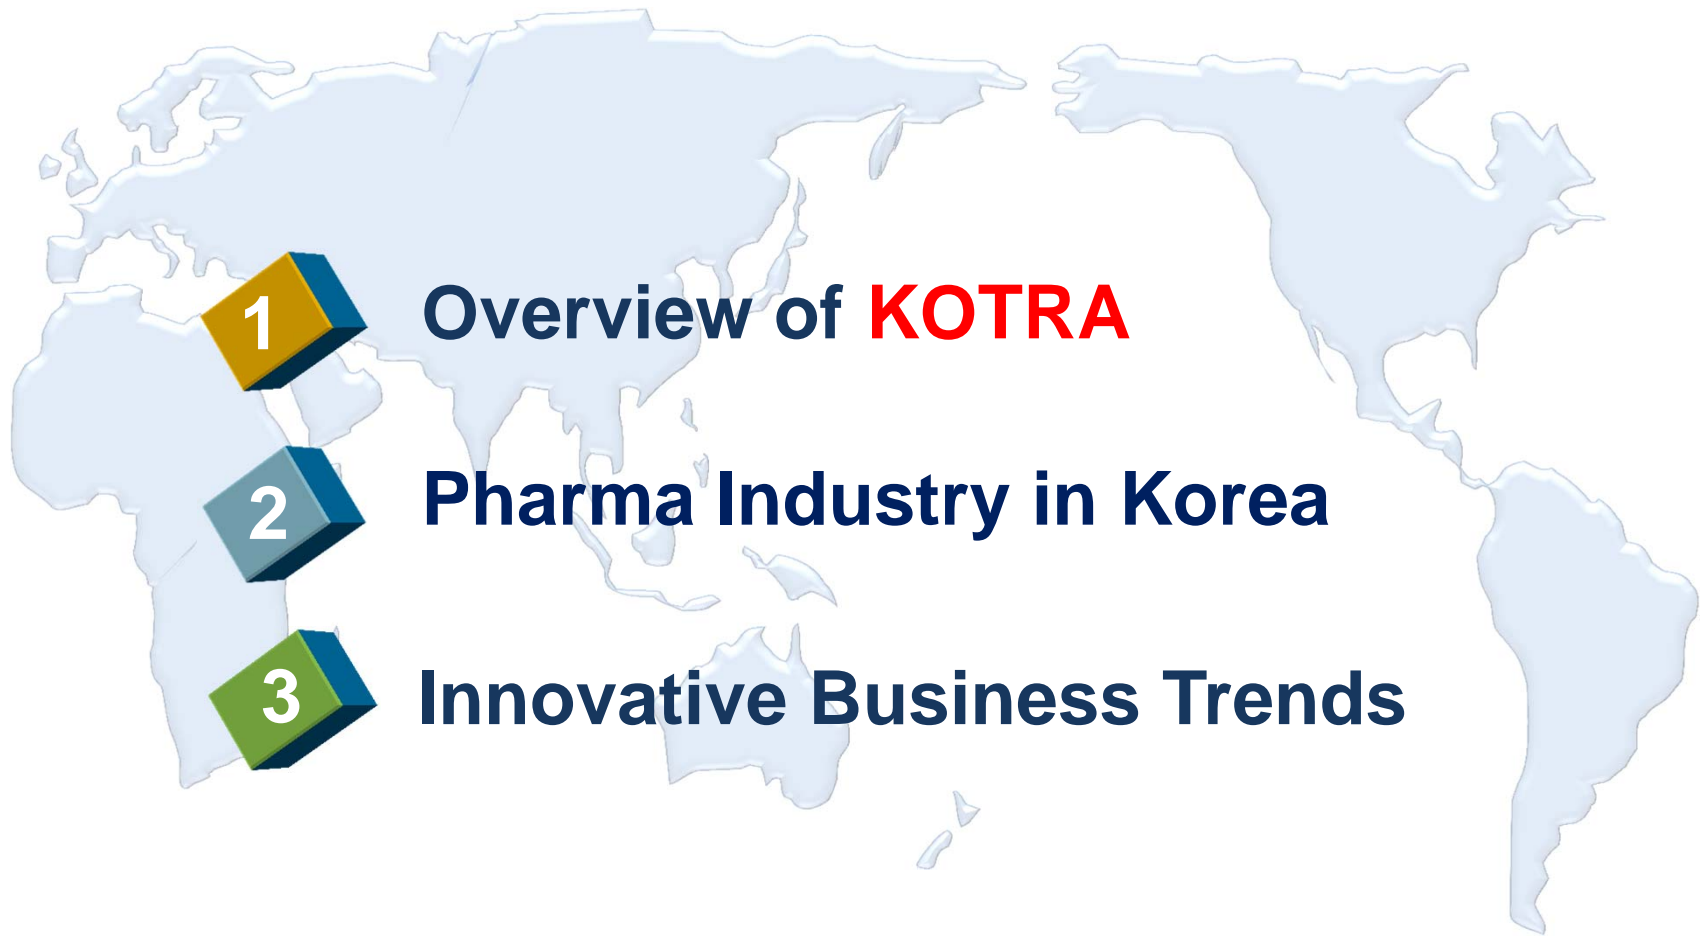 1 Overview of KOTRA
2 Pharma Industry in Korea
3 Innovative Business Trends